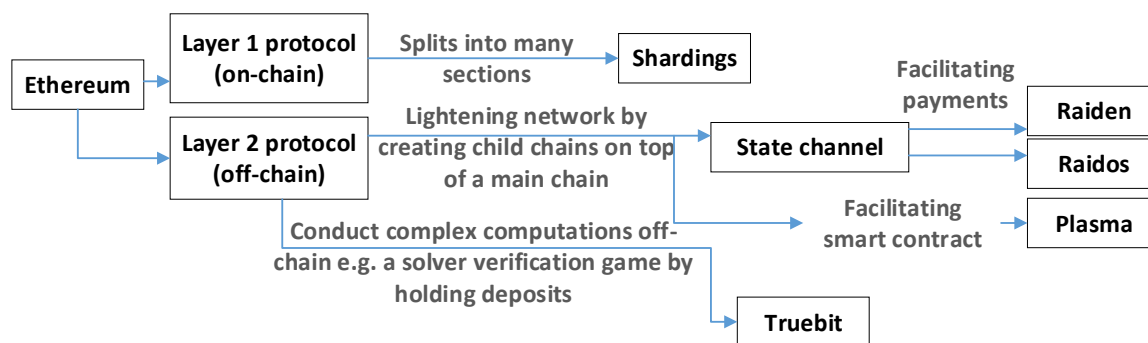 Ethereum
Layer 1 protocol
(on-chain)
Splits into many
sections
Shardings
Layer 2 protocol
(off-chain)
Lightening network by
creating child chains on top
of a main chain
State channel
Facilitating
payments
Raiden
Raidos
Facilitating
smart contract
Plasma
Conduct complex computations off-
chain e.g. a solver verification game by
holding deposits
Truebit